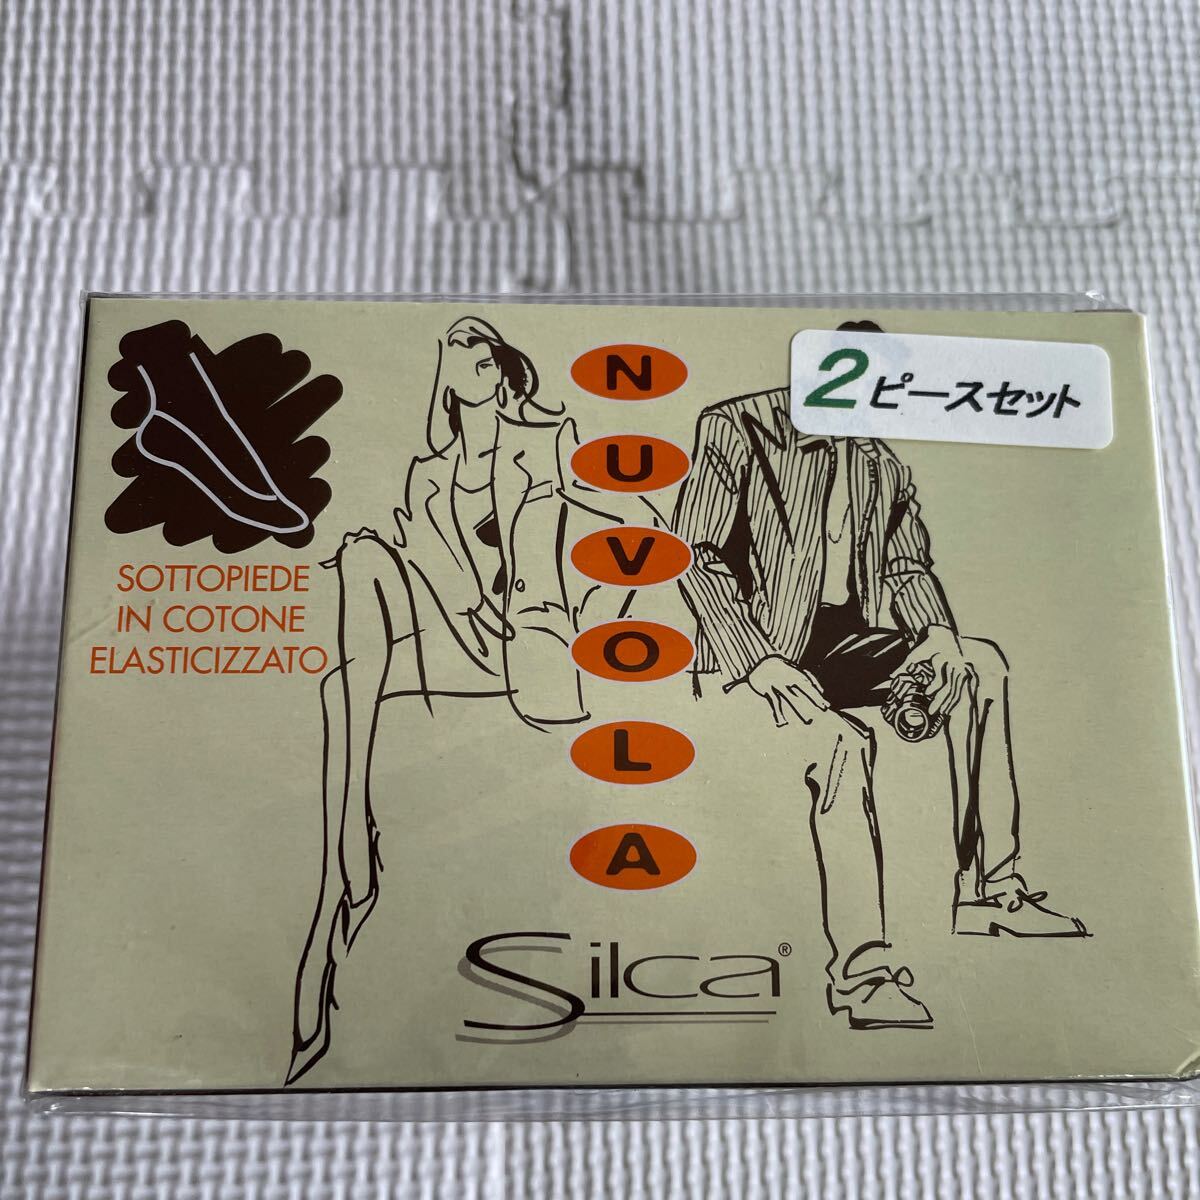 NUVOLA
2ピースセット
SOTTOPIEDE
IN COTONE
ELASTICIZZATO
Silca®